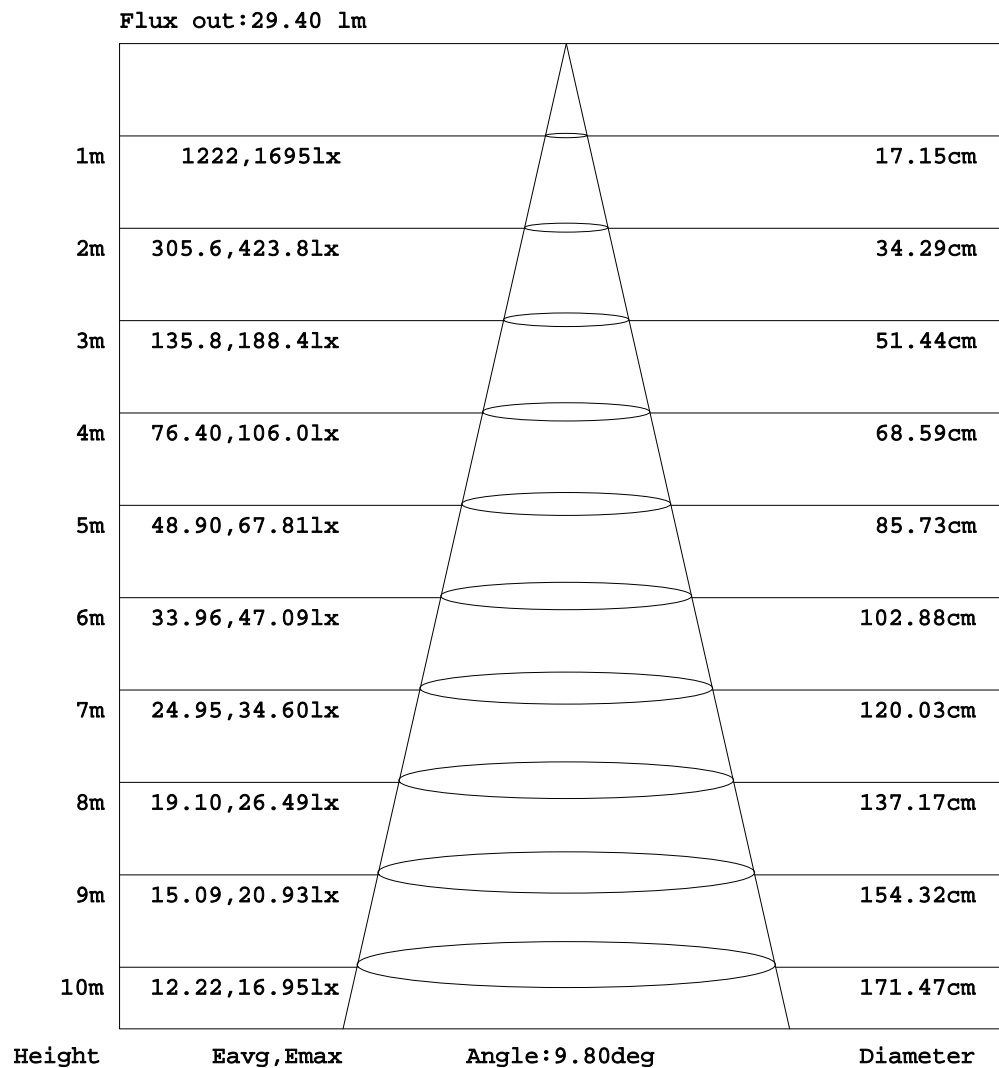 Flux out:29.40 lm
1m 1222,1695lx 17.15cm
2m 305.6,423.8lx 34.29cm
3m 135.8,188.4lx 51.44cm
4m 76.40,106.0lx 68.59cm
5m 48.90,67.81lx 85.73cm
6m 33.96,47.09lx 102.88cm
7m 24.95,34.60lx 120.03cm
8m 19.10,26.49lx 137.17cm
9m 15.09,20.93lx 154.32cm
10m 12.22,16.95lx 171.47cm
Height Eavg,Emax Angle:9.80deg Diameter